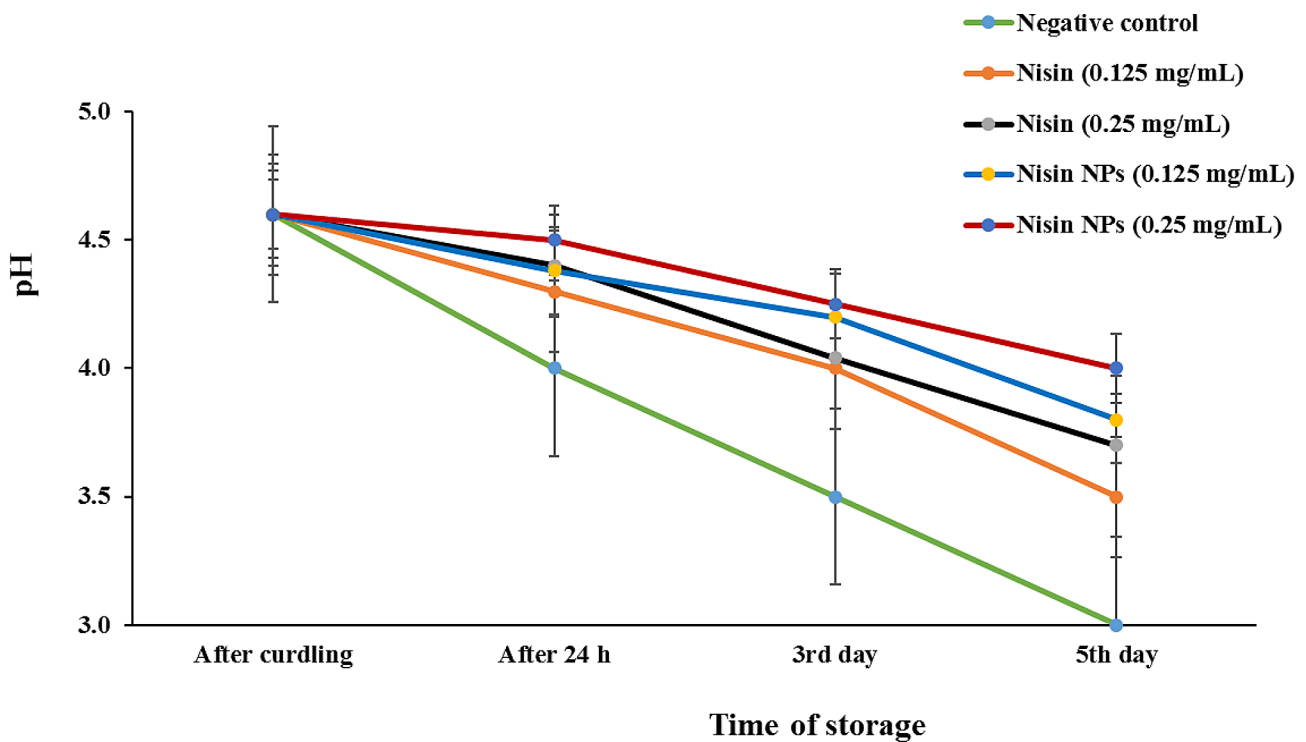 Negative control
Nisin (0.125 mg/mL)
Nisin (0.25 mg/mL)
Nisin NPs (0.125 mg/mL)
Nisin NPs (0.25 mg/mL)
pH
5.0
4.5
4.0
3.5
3.0
After curdling
After 24 h
3rd day
5th day
Time of storage